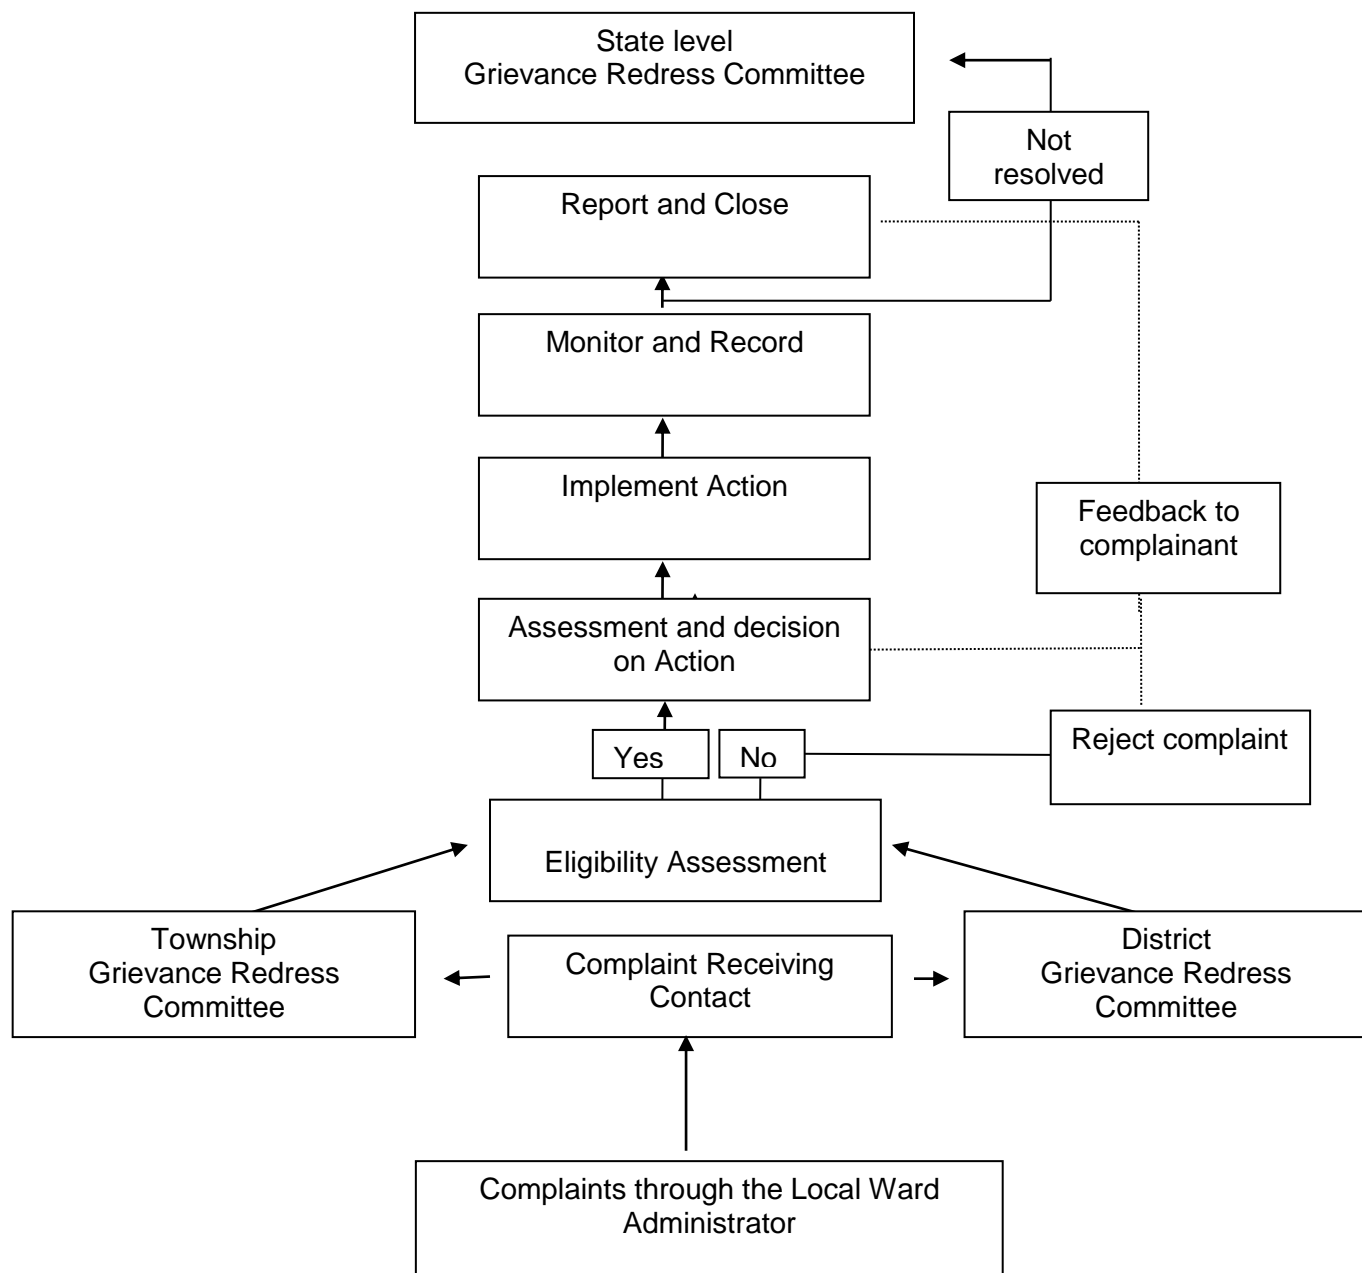 State level
Grievance Redress Committee
Not
resolved
Report and Close
Monitor and Record
Implement Action
Feedback to
complainant
Assessment and decision
on Action
Reject complaint
Yes
No
Eligibility Assessment
Township
Grievance Redress
Committee
Complaint Receiving
Contact
District
Grievance Redress
Committee
Complaints through the Local Ward
Administrator